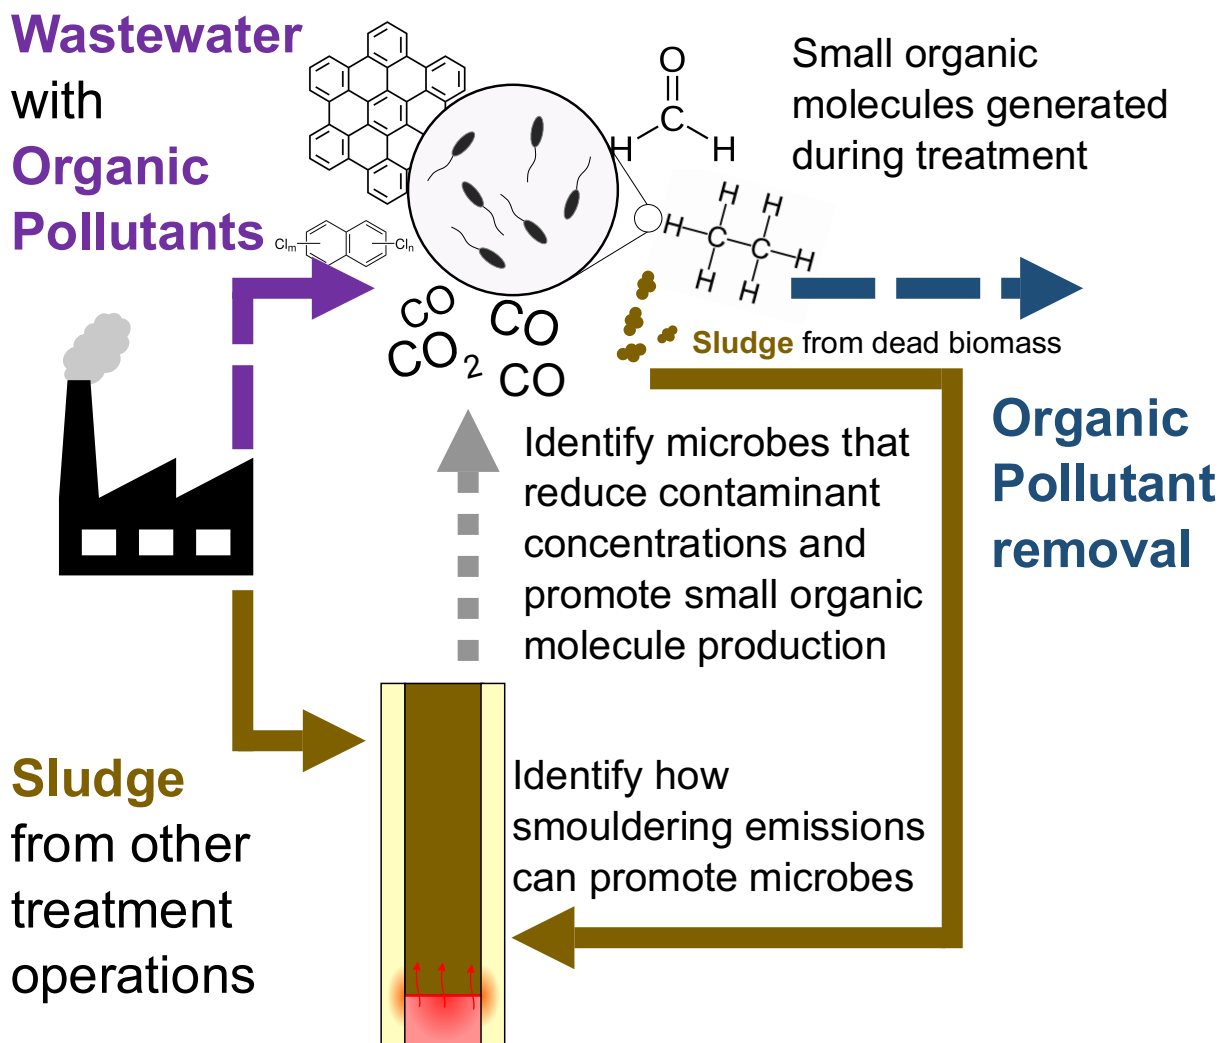 Wastewater
with
Organic
Pollutants
Cl m
Cl n
O
C
H
H
H
H
H
C
C
H
H
H
Small organic
molecules generated
during treatment
CO
CO
CO 2
CO
Sludge from dead biomass
Organic
Pollutant
removal
Identify microbes that
reduce contaminant
concentrations and
promote small organic
molecule production
Sludge
from other
treatment
operations
Identify how
smouldering emissions
can promote microbes